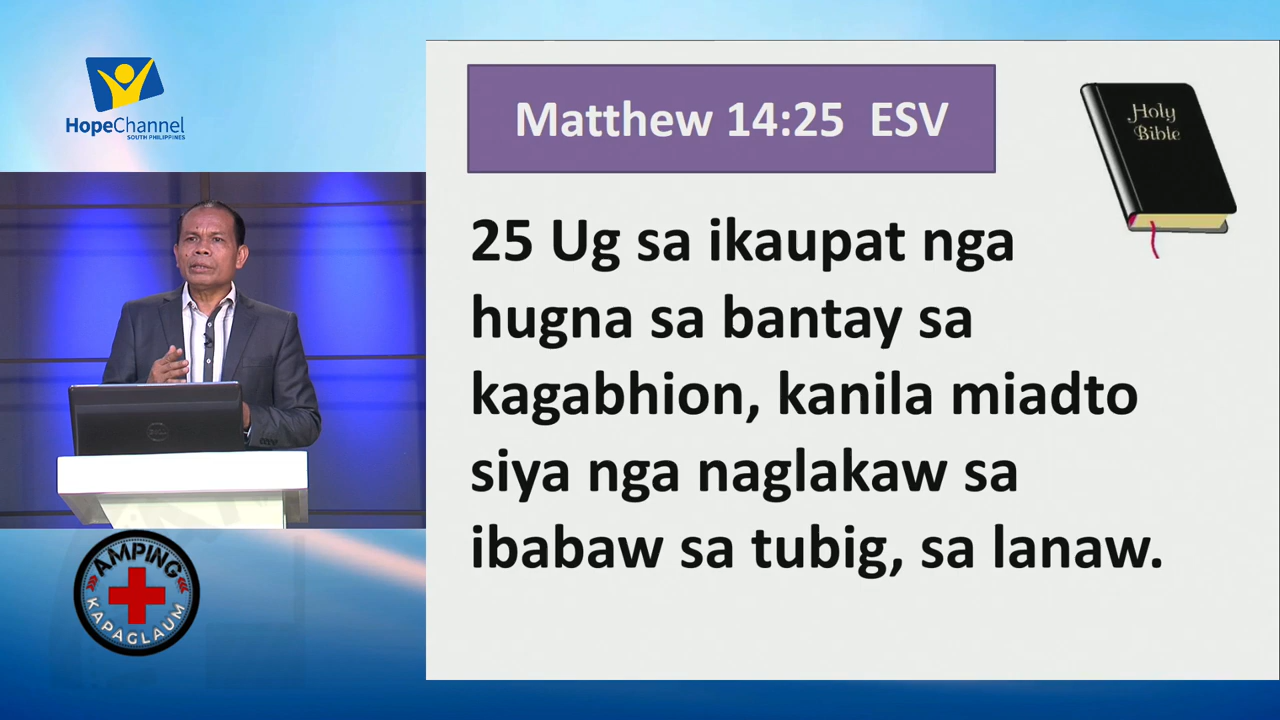 HopeChannel
SOUTH PHILIPPINES
Matthew 14:25 ESV
Holy
Bible
25 Ug sa ikaupat nga
hugna sa bantay sa
kagabhion, kanila miadto
siya nga naglakaw sa
ibabaw sa tubig, sa lanaw.
DELL
AMPING
KAPAGLAUM